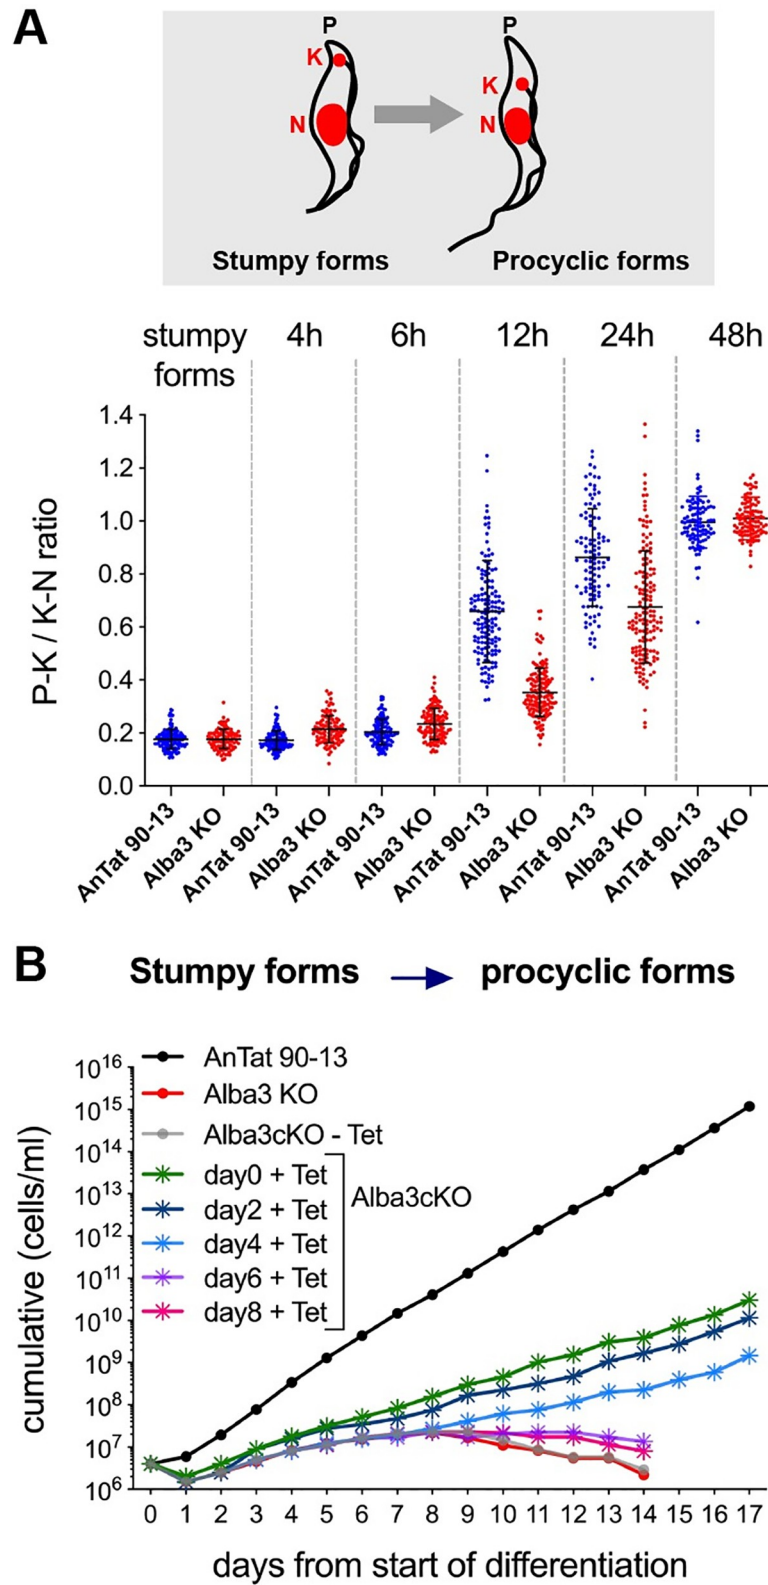 A
P
P
K
K
N
N
Stumpy forms
Procyclic forms
stumpy forms
4h
6h
12h
24h
48h
P-K / K-N ratio
1.4
1.2
1.0
0.8
0.6
0.4
0.2
0.0
AnTat 90-13
Alba3 KO
AnTat 90-13
Alba3 KO
AnTat 90-13
Alba3 KO
AnTat 90-13
Alba3 KO
AnTat 90-13
Alba3 KO
AnTat 90-13
Alba3 KO
B
Stumpy forms
procyclic forms
cumulative (cells/ml)
10^16
10^15
10^14
10^13
10^12
10^11
10^10
10^9
10^8
10^7
10^6
AnTat 90-13
Alba3 KO
Alba3cKO - Tet
day0 + Tet
day2 + Tet
day4 + Tet
day6 + Tet
day8 + Tet
Alba3cKO
0 1 2 3 4 5 6 7 8 9 10 11 12 13 14 15 16 17
days from start of differentiation